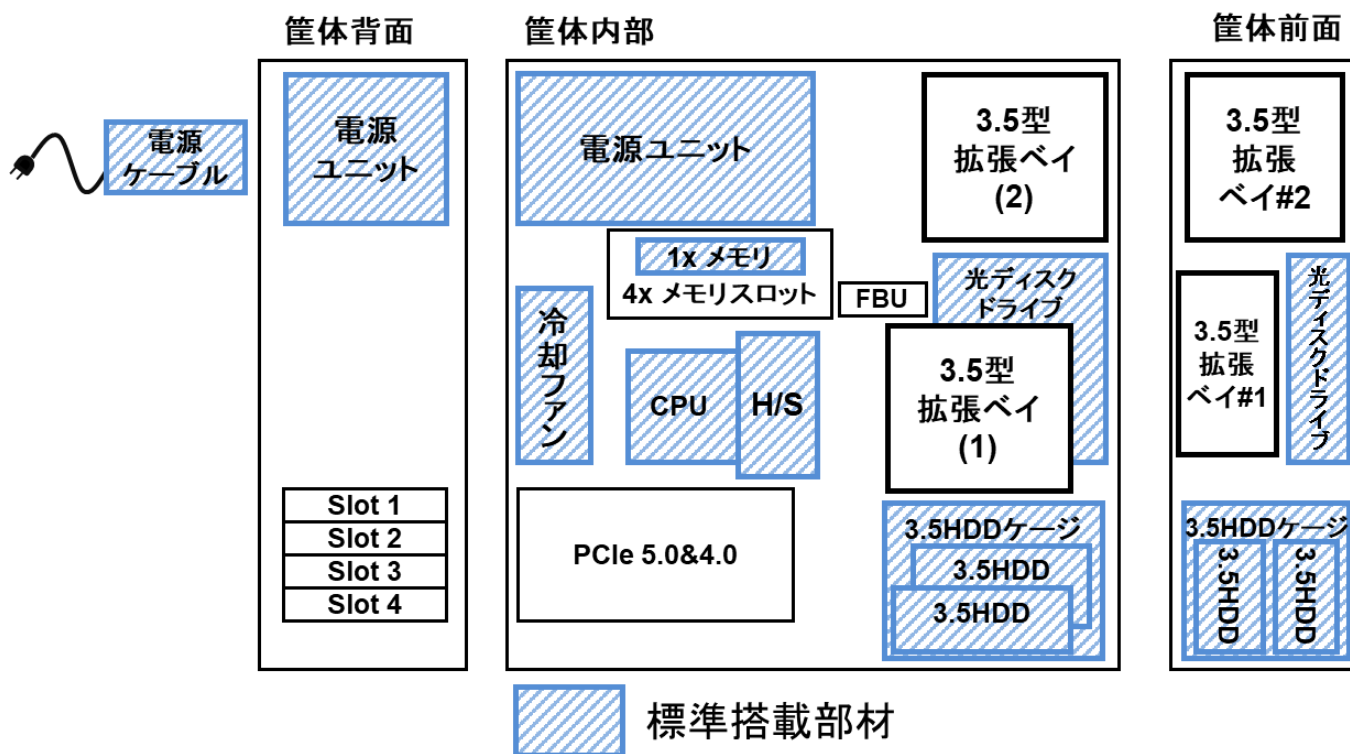 筐体背面
筐体内部
筐体前面
電源
ケーブル
電源
ユニット
Slot 1
Slot 2
Slot 3
Slot 4
電源ユニット
1x メモリ
4x メモリスロット
FBU
冷却ファン
CPU
H/S
PCIe 5.0&4.0
3.5型
拡張ベイ
(2)
光ディスク
ドライブ
3.5型
拡張ベイ
(1)
3.5HDDケージ
3.5HDD
3.5HDD
3.5型
拡張
ベイ#2
3.5型
拡張
ベイ#1
光ディスクドライブ
3.5HDDケージ
3.5HDD
3.5HDD
標準搭載部材